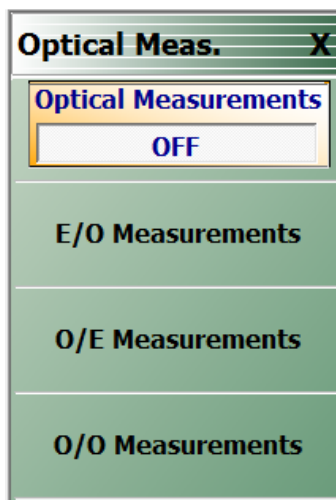 Optical Meas. X
Optical Measurements
OFF
E/O Measurements
O/E Measurements
O/O Measurements